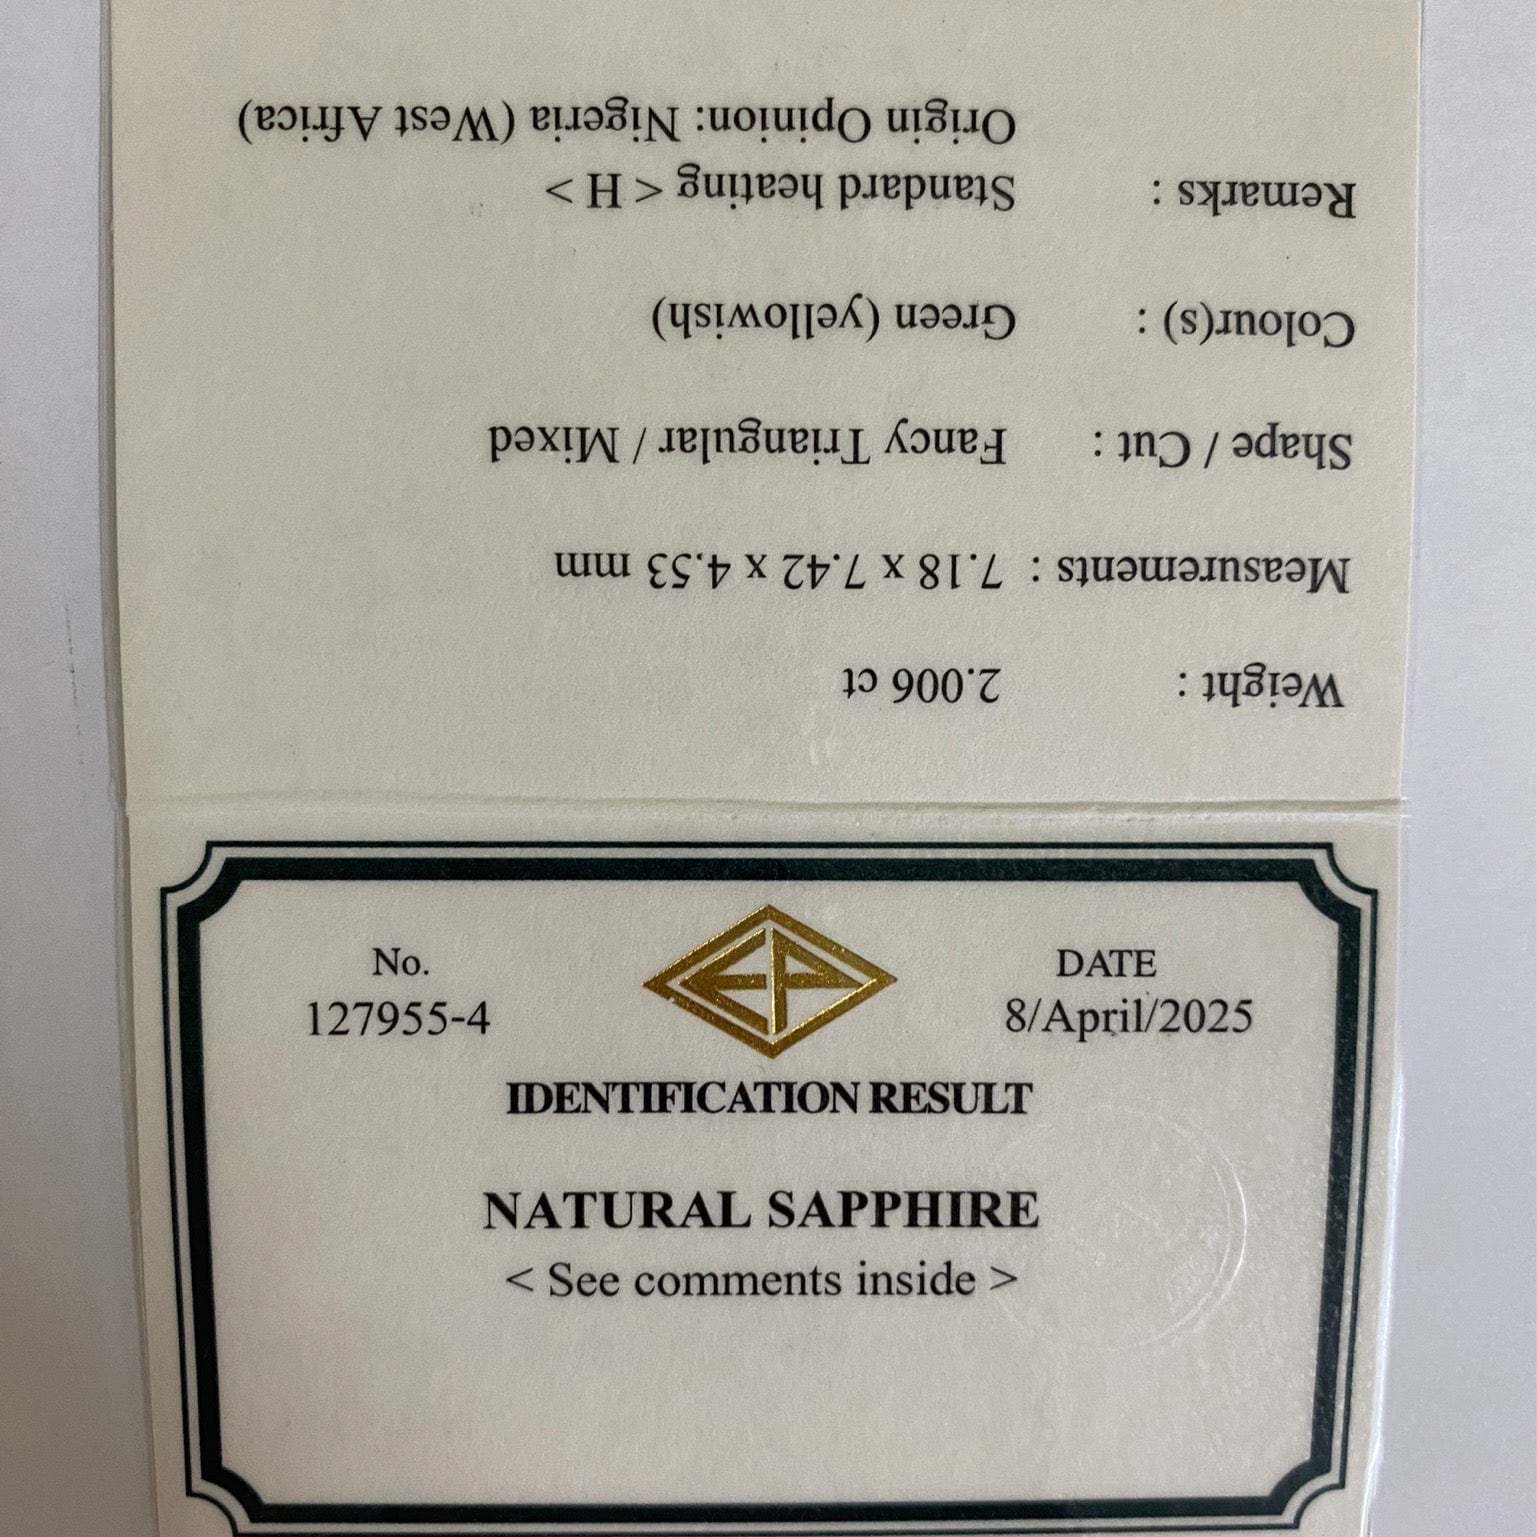 Weight : 2.006 ct
Measurements : 7.18 x 7.42 x 4.53 mm
Shape / Cut : Fancy Triangular / Mixed
Colour(s) : Green (yellowish)
Remarks : Standard heating < H >
Origin Opinion: Nigeria (West Africa)
No.
127955-4
EP
DATE
8/April/2025
IDENTIFICATION RESULT
NATURAL SAPPHIRE
< See comments inside >